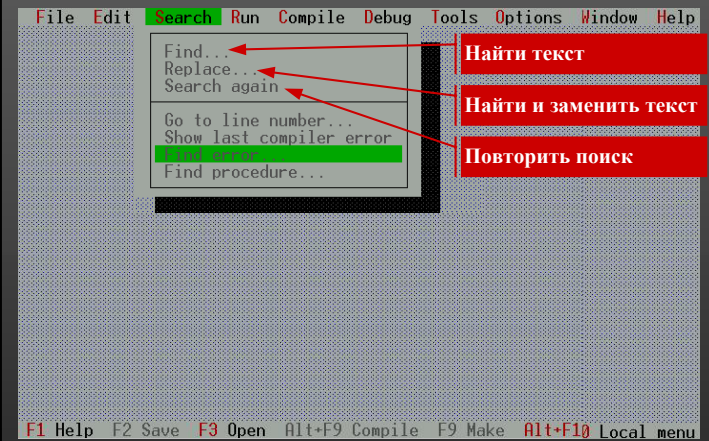 File Edit Search Run Compile Debug Tools Options Window Help
Find...
Replace...
Search again
Go to line number...
Show last compiler error
Find error...
Find procedure...
Найти текст
Найти и заменить текст
Повторить поиск
F1 Help F2 Save F3 Open Alt+F9 Compile F9 Make Alt+F10 Local menu